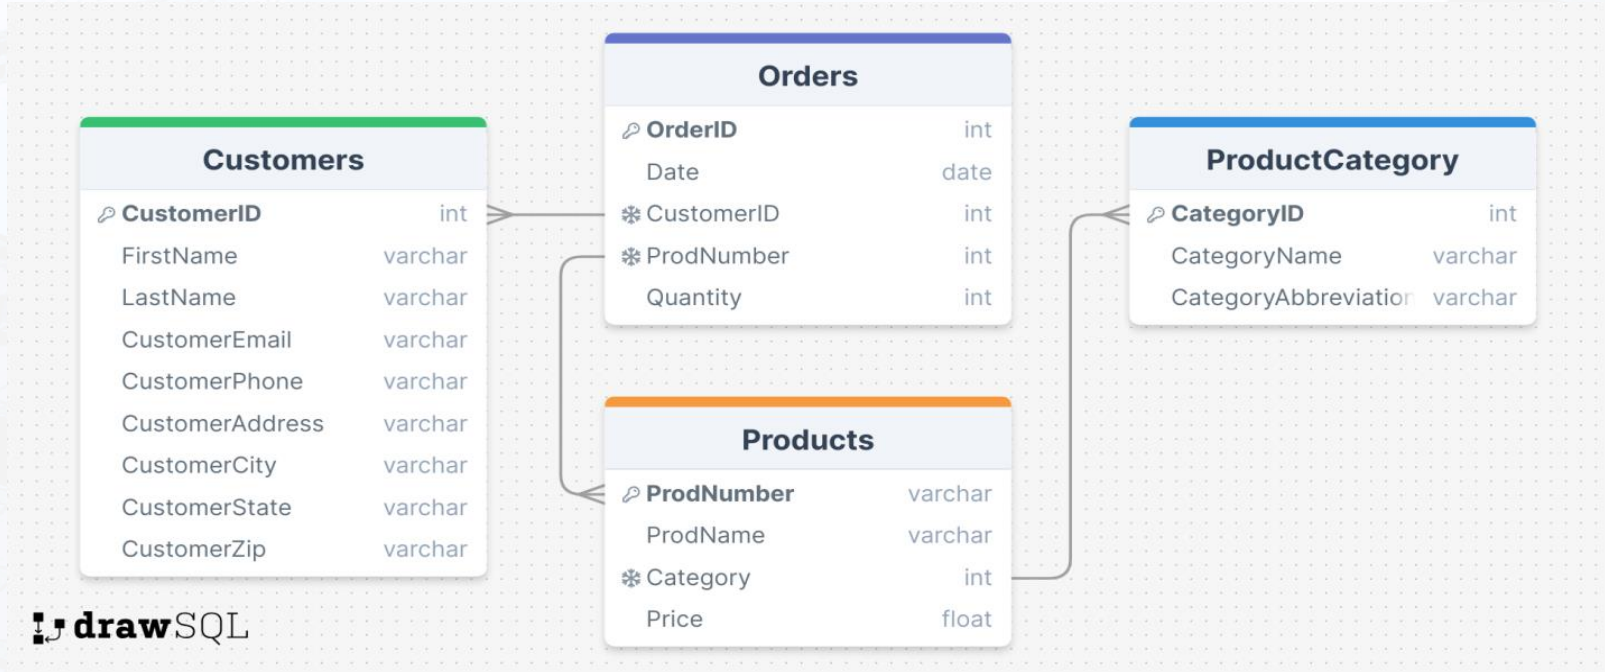 Customers
CustomerID int
FirstName varchar
LastName varchar
CustomerEmail varchar
CustomerPhone varchar
CustomerAddress varchar
CustomerCity varchar
CustomerState varchar
CustomerZip varchar
Orders
OrderID int
Date date
CustomerID int
ProdNumber int
Quantity int
Products
ProdNumber varchar
ProdName varchar
Category int
Price float
ProductCategory
CategoryID int
CategoryName varchar
CategoryAbbreviation varchar
drawSQL